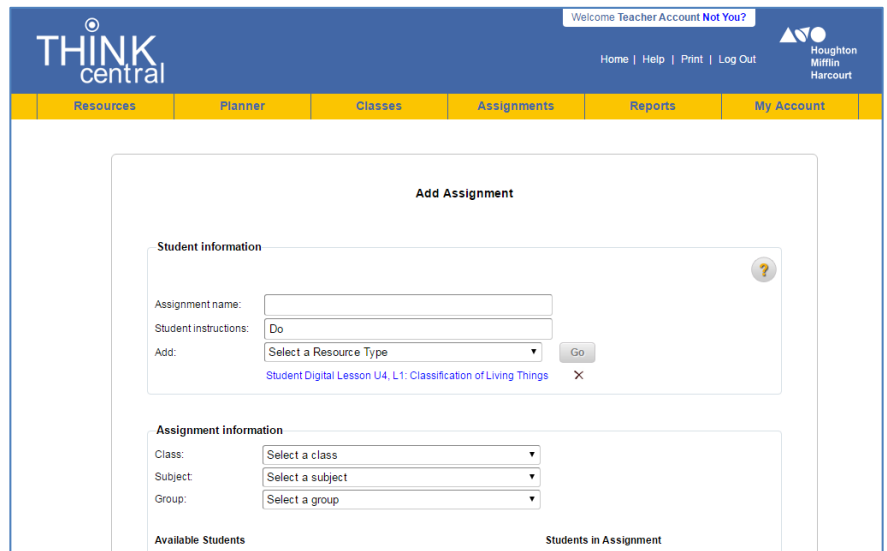 Welcome Teacher Account Not You?
THINK
central
Home | Help | Print | Log Out
Houghton
Mifflin
Harcourt
Resources Planner Classes Assignments Reports My Account
Add Assignment
Student information
?
Assignment name:
Student instructions: Do
Add: Select a Resource Type Go
Student Digital Lesson U4, L1: Classification of Living Things
Assignment information
Class: Select a class
Subject: Select a subject
Group: Select a group
Available Students Students in Assignment